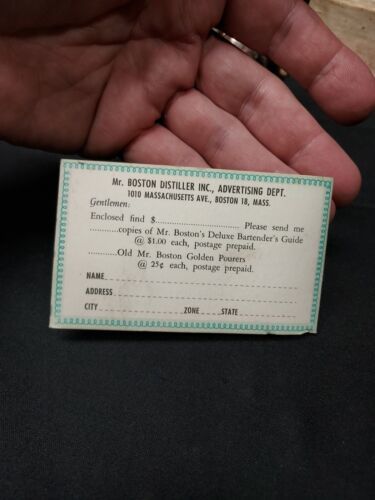 Mr. BOSTON DISTILLER INC., ADVERTISING DEPT.
1010 MASSACHUSETTS AVE., BOSTON 18, MASS.
Gentlemen:
Enclosed find $.............................. Please send me
...........copies of Mr. Boston's Deluxe Bartender's Guide
@ $1.00 each, postage prepaid.
...........Old Mr. Boston Golden Pourers
@ 25¢ each, postage prepaid.
NAME
ADDRESS
CITY ZONE STATE